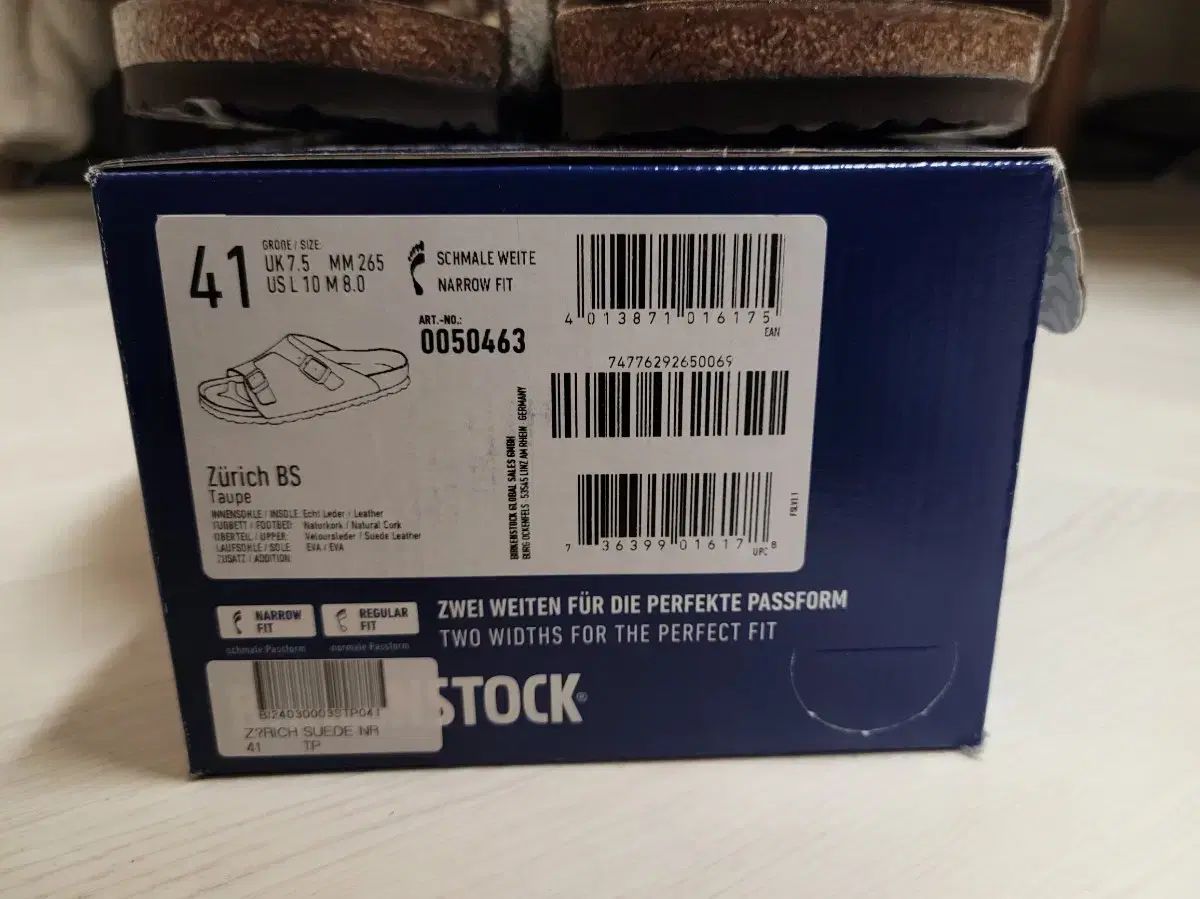 41
GRÖßE / SIZE:
UK 7.5 MM 265
US L 10 M 8.0
SCHMALE WEITE
NARROW FIT
ART.-NO.:
0050463
4 013871 016175
EAN
74776292650069
BIRKENSTOCK GLOBAL SALES GMBH
BURG OCKENFELS · 53545 LINZ AM RHEIN · GERMANY
7 36399 01617 8
UPC
FSLV1.1
Zürich BS
Taupe
INNENSOHLE / INSOLE: Echt Leder / Leather
FUßBETT / FOOTBED: Naturkork / Natural Cork
OBERTEIL / UPPER: Veloursleder / Suede Leather
LAUFSOHLE / SOLE: EVA / EVA
ZUSATZ / ADDITION:
NARROW
FIT
schmale Passform
REGULAR
FIT
normale Passform
ZWEI WEITEN FÜR DIE PERFEKTE PASSFORM
TWO WIDTHS FOR THE PERFECT FIT
STOCK®
BI24030003STP041
Z?RICH SUEDE NR
41 TP